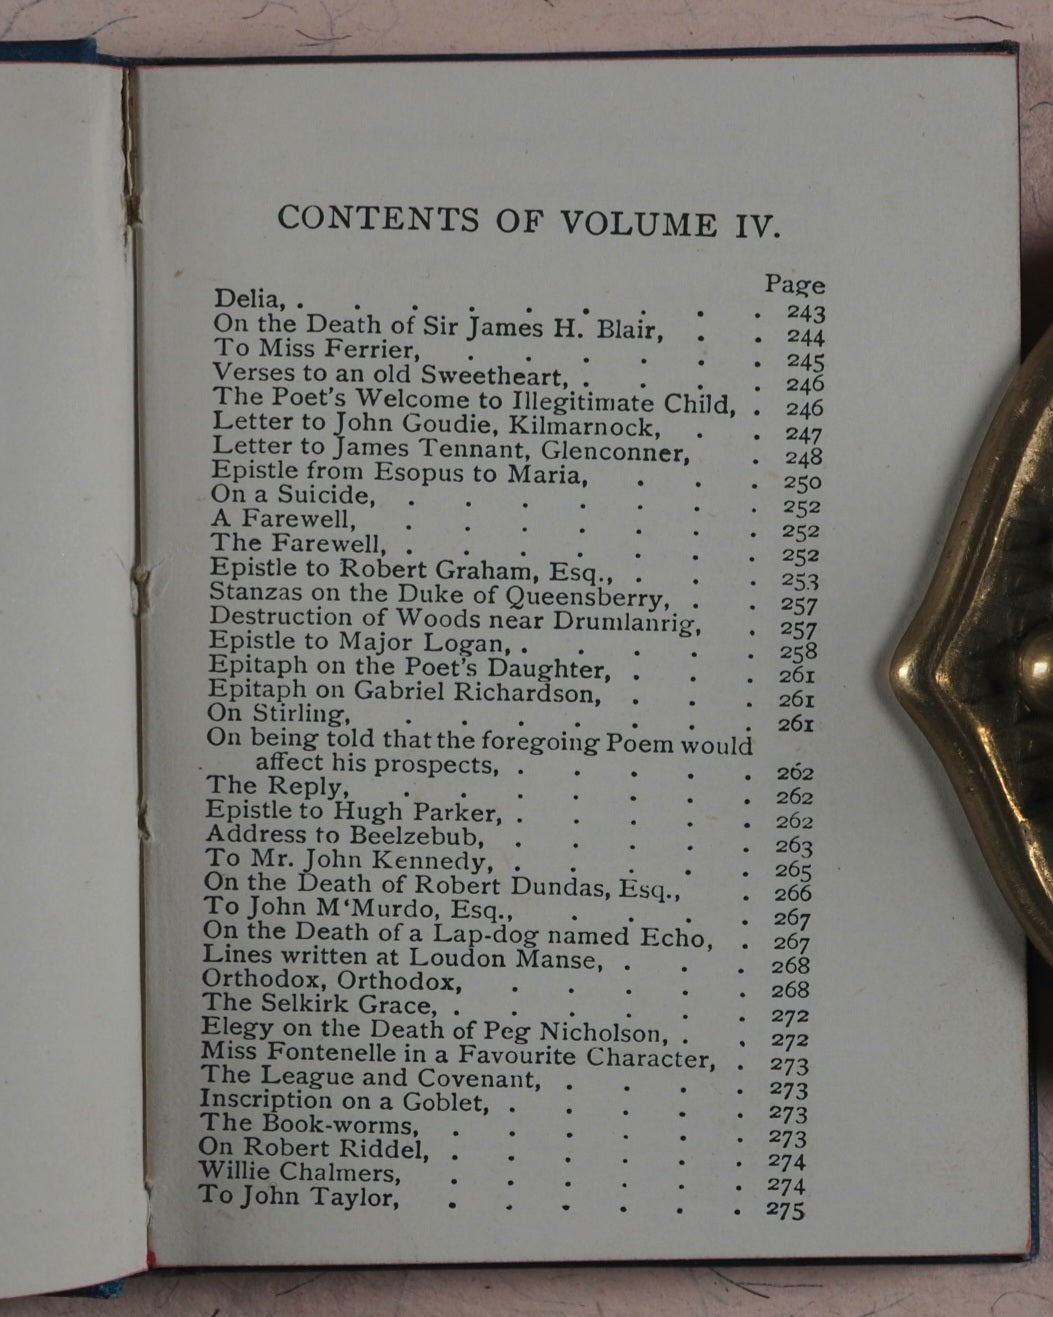 CONTENTS OF VOLUME IV.
Page
Delia, . . . . . . . . . 243
On the Death of Sir James H. Blair, . . 244
To Miss Ferrier, . . . . . . 245
Verses to an old Sweetheart, . . . . 246
The Poet's Welcome to Illegitimate Child, . 246
Letter to John Goudie, Kilmarnock, . . 247
Letter to James Tennant, Glenconner, . 248
Epistle from Esopus to Maria, . . . 250
On a Suicide, . . . . . . . 252
A Farewell, . . . . . . . 252
The Farewell, . . . . . . . 252
Epistle to Robert Graham, Esq., . . . 253
Stanzas on the Duke of Queensberry, . . 257
Destruction of Woods near Drumlanrig, . 257
Epistle to Major Logan, . . . . . 258
Epitaph on the Poet's Daughter, . . . 261
Epitaph on Gabriel Richardson, . . . 261
On Stirling, . . . . . . . 261
On being told that the foregoing Poem would
affect his prospects, . . . . . 262
The Reply, . . . . . . . 262
Epistle to Hugh Parker, . . . . . 262
Address to Beelzebub, . . . . . 263
To Mr. John Kennedy, . . . . . 265
On the Death of Robert Dundas, Esq., . 266
To John M‘Murdo, Esq., . . . . 267
On the Death of a Lap-dog named Echo, . 267
Lines written at Loudon Manse, . . . 268
Orthodox, Orthodox, . . . . . 268
The Selkirk Grace, . . . . . . 272
Elegy on the Death of Peg Nicholson, . . 272
Miss Fontenelle in a Favourite Character, . 273
The League and Covenant, . . . . 273
Inscription on a Goblet, . . . . . 273
The Book-worms, . . . . . . 273
On Robert Riddel, . . . . . . 274
Willie Chalmers, . . . . . . 274
To John Taylor, . . . . . . 275